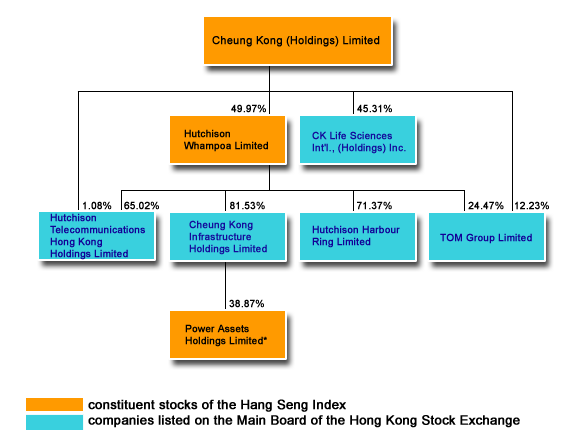 Cheung Kong (Holdings) Limited
49.97%
45.31%
Hutchison
Whampoa Limited
CK Life Sciences
Int'l., (Holdings) Inc.
1.08%
65.02%
81.53%
71.37%
24.47%
12.23%
Hutchison
Telecommunications
Hong Kong
Holdings Limited
Cheung Kong
Infrastructure
Holdings Limited
Hutchison Harbour
Ring Limited
TOM Group Limited
38.87%
Power Assets
Holdings Limited*
constituent stocks of the Hang Seng Index
companies listed on the Main Board of the Hong Kong Stock Exchange